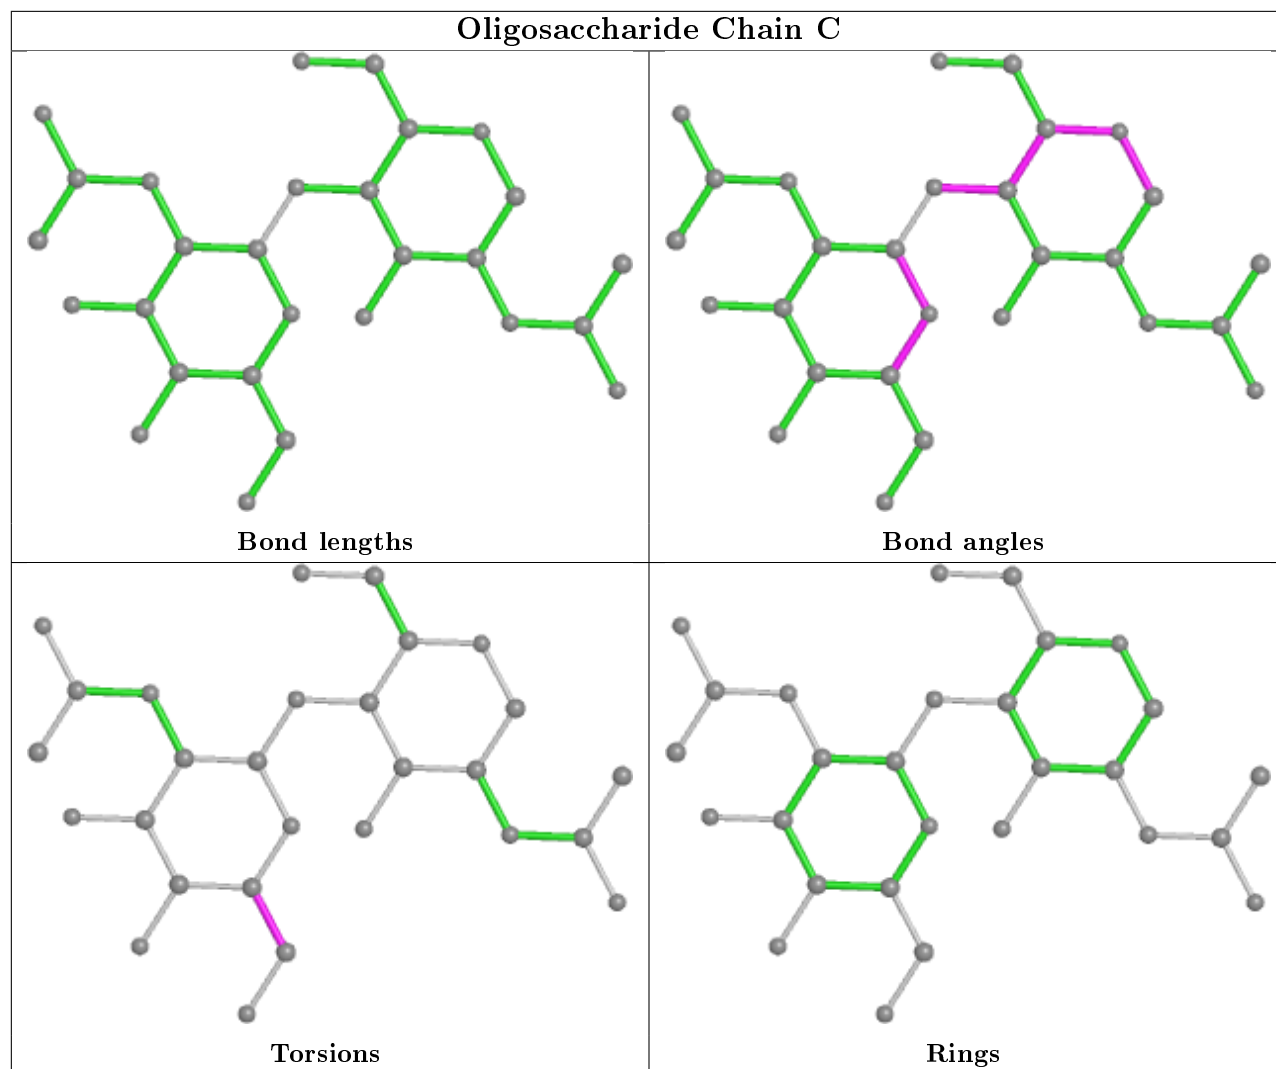 Oligosaccharide Chain C
Bond lengths
Bond angles
Torsions
Rings